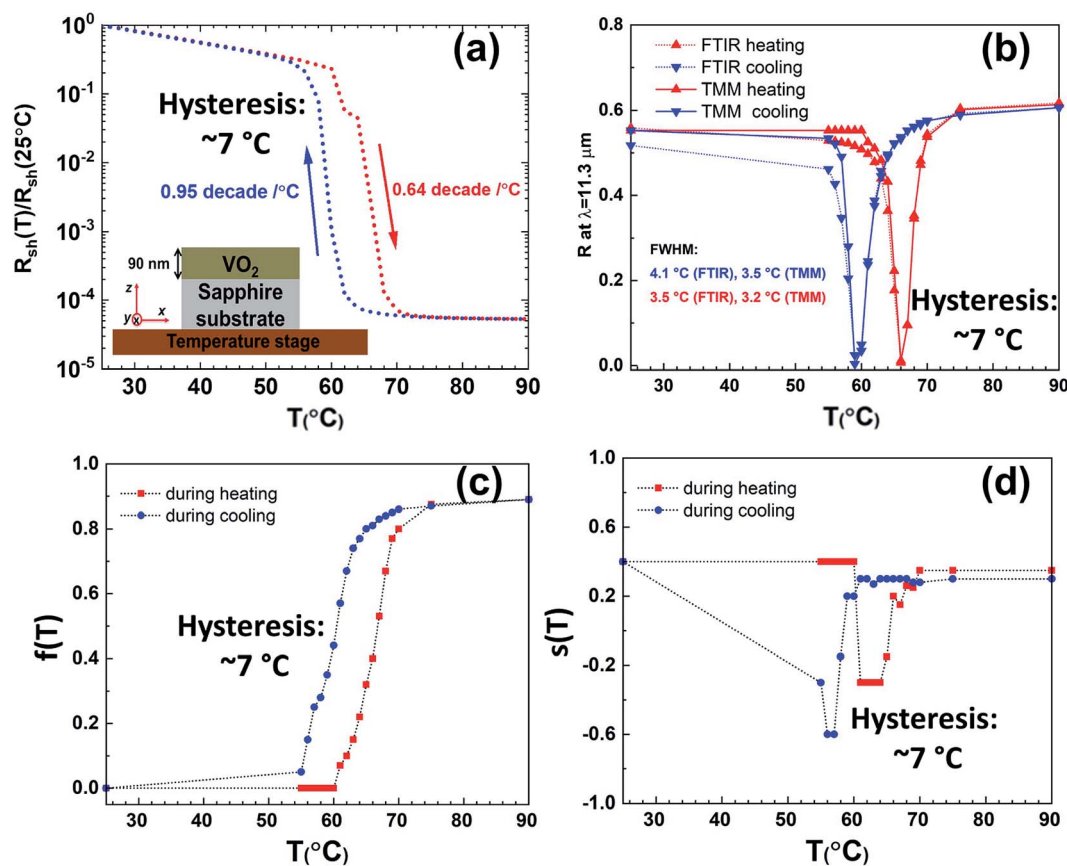 (a)
10⁰
10⁻¹
10⁻²
10⁻³
10⁻⁴
10⁻⁵
Rsh(T)/Rsh(25°C)
Hysteresis:
~7 °C
0.95 decade /°C
0.64 decade /°C
90 nm
VO₂
Sapphire
substrate
Temperature stage
z
y
x
x
30 40 50 60 70 80 90
T(°C)
(b)
FTIR heating
FTIR cooling
TMM heating
TMM cooling
0.8
0.6
0.4
0.2
0.0
R at λ=11.3 μm
FWHM:
4.1 °C (FTIR), 3.5 °C (TMM)
3.5 °C (FTIR), 3.2 °C (TMM)
Hysteresis:
~7 °C
30 40 50 60 70 80 90
T(°C)
(c)
during heating
during cooling
1.0
0.8
0.6
0.4
0.2
0.0
f(T)
Hysteresis:
~7 °C
30 40 50 60 70 80 90
T(°C)
(d)
during heating
during cooling
1.0
0.6
0.2
-0.2
-0.6
-1.0
s(T)
Hysteresis:
~7 °C
30 40 50 60 70 80 90
T(°C)